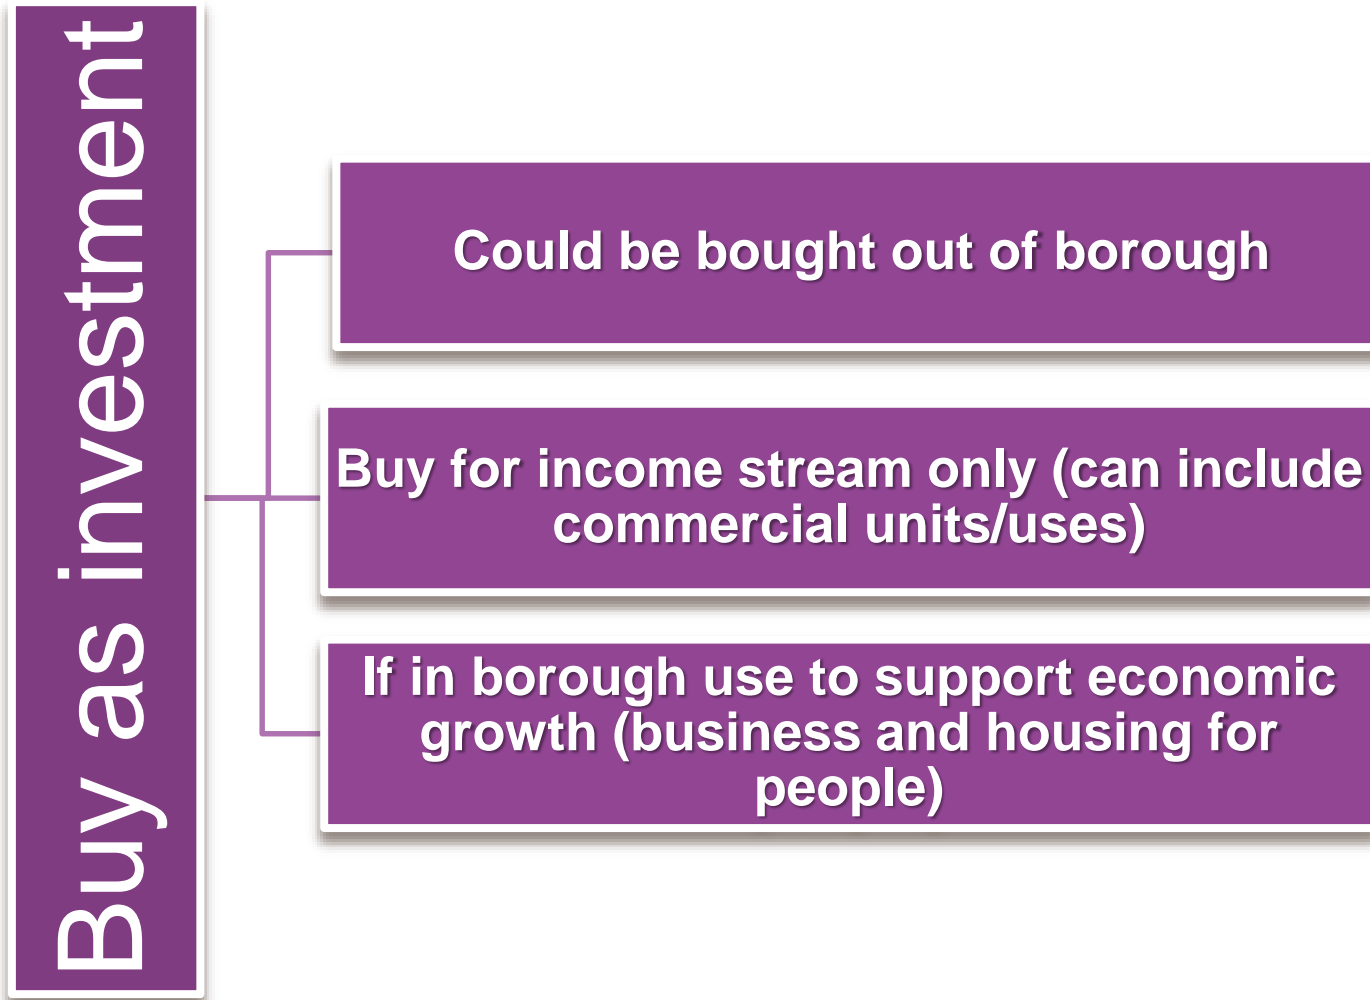 Buy as investment
Could be bought out of borough
Buy for income stream only (can include
commercial units/uses)
If in borough use to support economic
growth (business and housing for
people)